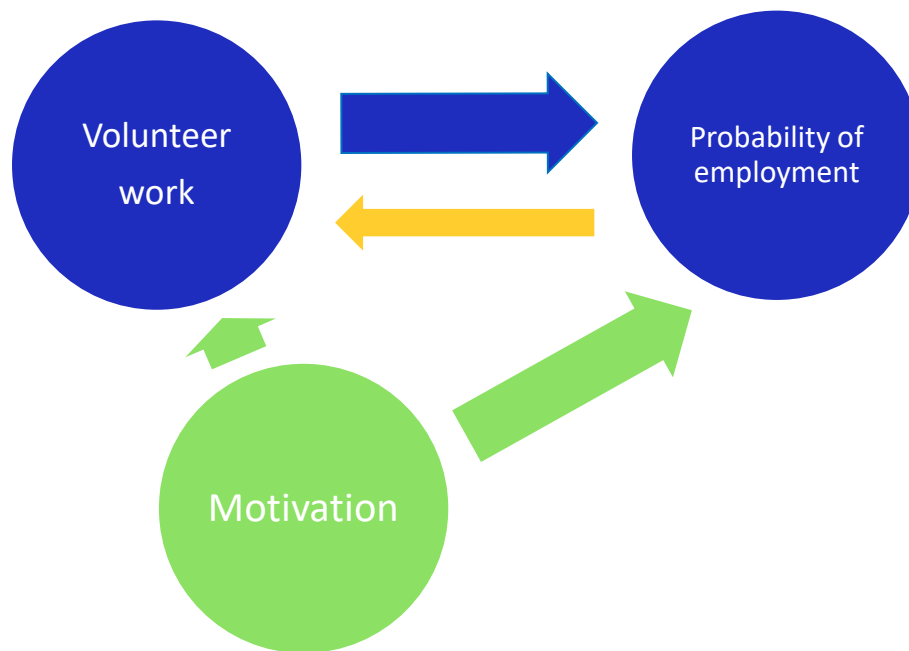 Volunteer
work
Probability of
employment
Motivation